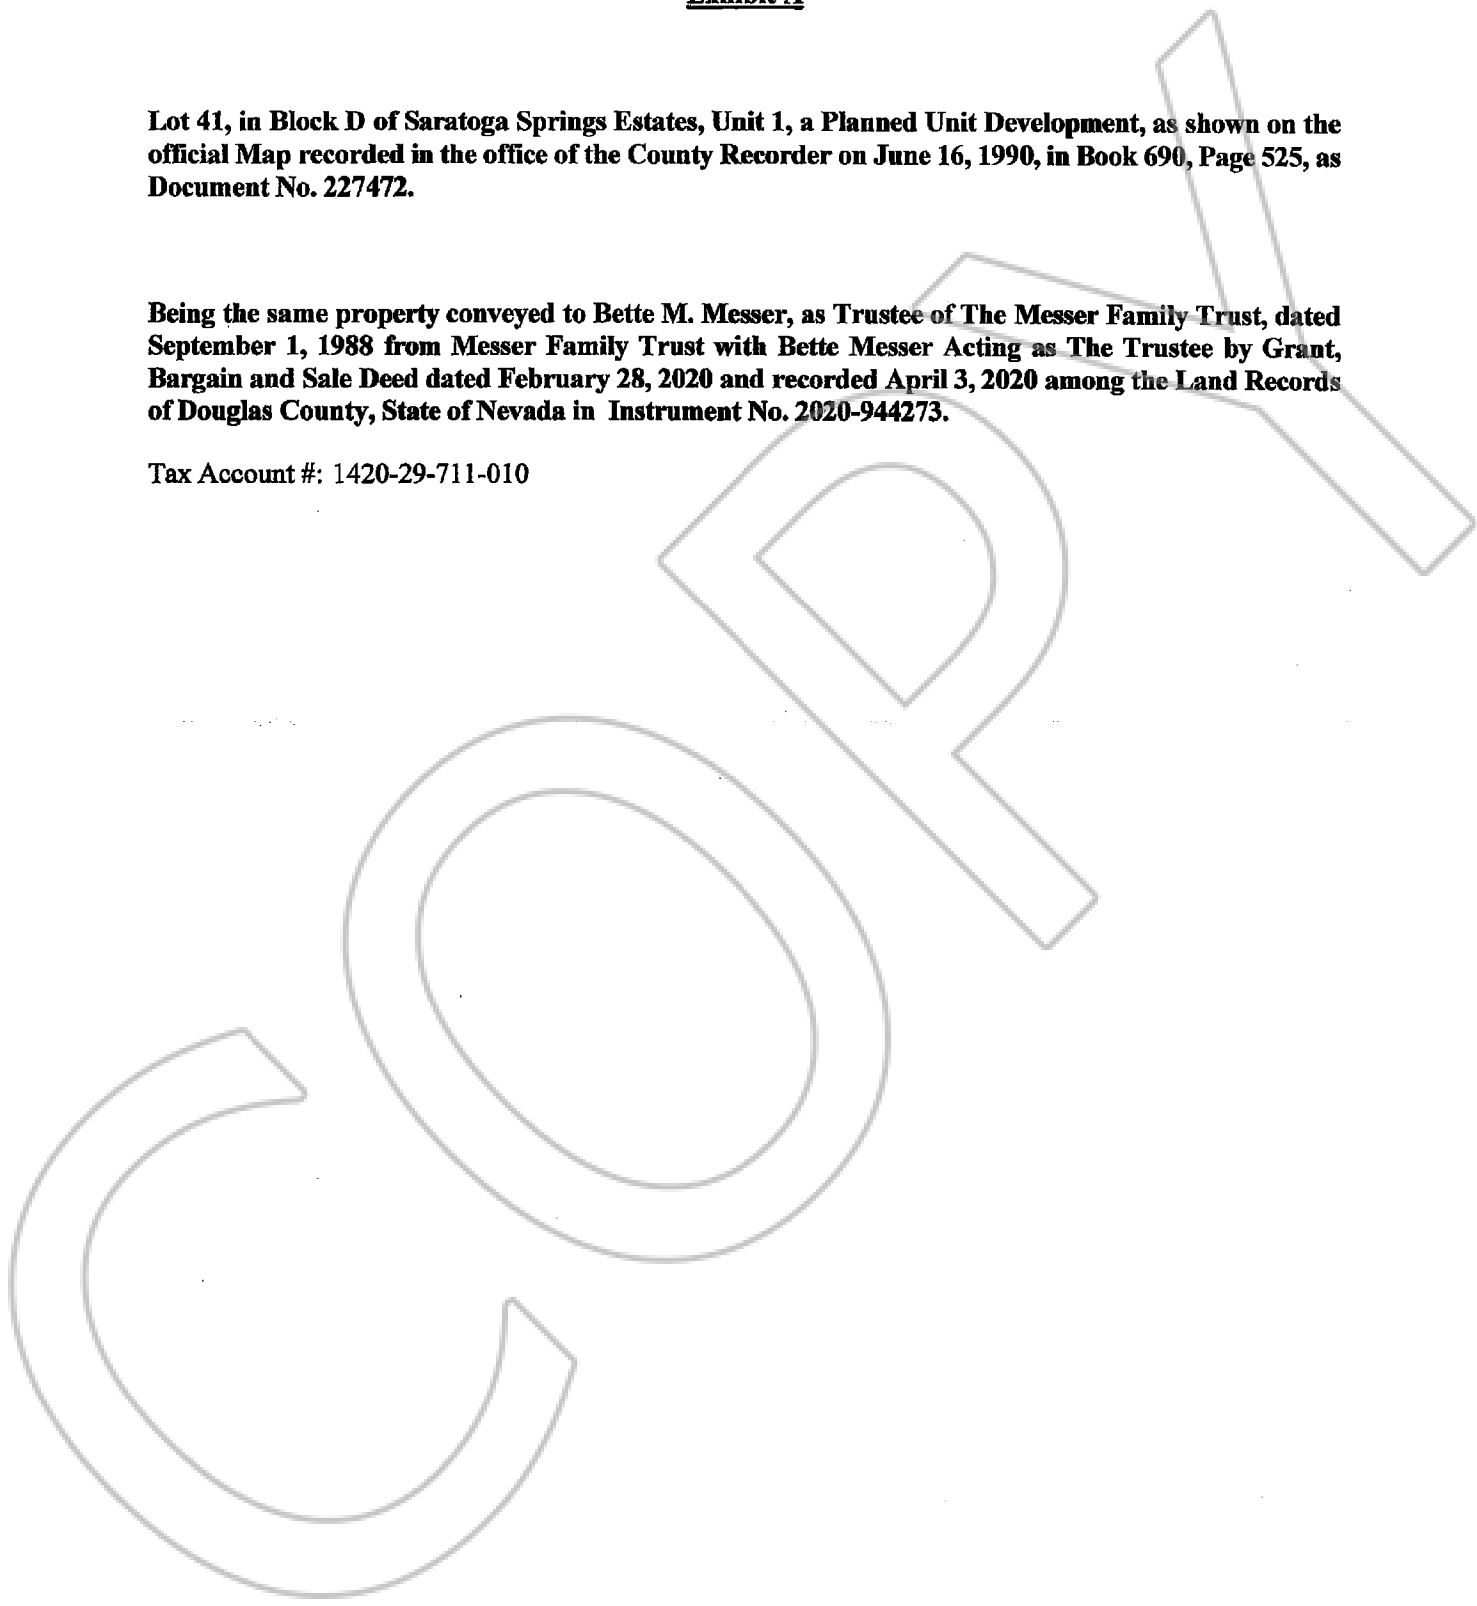 Exhibit A
Lot 41, in Block D of Saratoga Springs Estates, Unit 1, a Planned Unit Development, as shown on the
official Map recorded in the office of the County Recorder on June 16, 1990, in Book 690, Page 525, as
Document No. 227472.
Being the same property conveyed to Bette M. Messer, as Trustee of The Messer Family Trust, dated
September 1, 1988 from Messer Family Trust with Bette Messer Acting as The Trustee by Grant,
Bargain and Sale Deed dated February 28, 2020 and recorded April 3, 2020 among the Land Records
of Douglas County, State of Nevada in Instrument No. 2020-944273.
Tax Account #: 1420-29-711-010
COPY